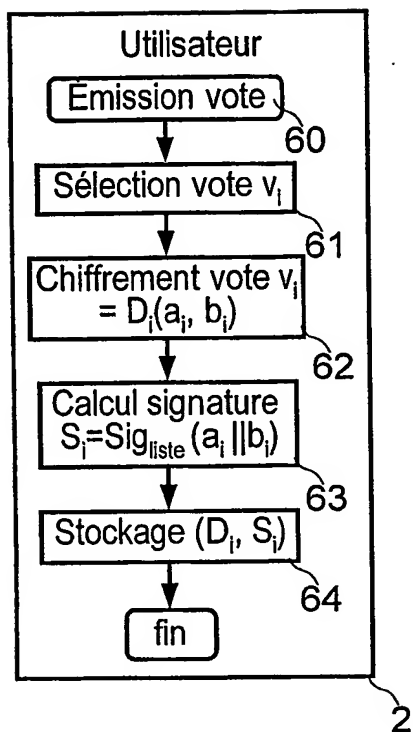 Utilisateur
Émission vote
60
Sélection vote vᵢ
61
Chiffrement vote vᵢ
= Dᵢ(aᵢ, bᵢ)
62
Calcul signature
Sᵢ=Sigₗᵢₛₜₑ (aᵢ ||bᵢ)
63
Stockage (Dᵢ, Sᵢ)
64
fin
2